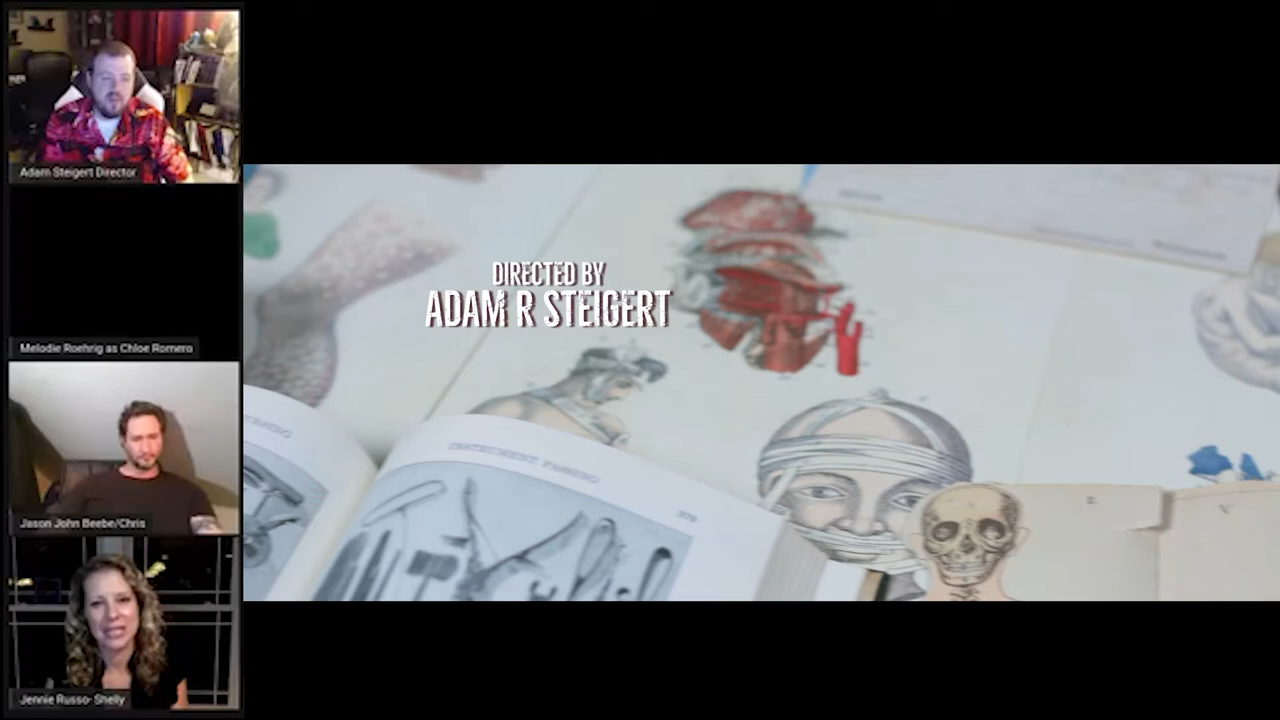 Adam Steigert Director
Melodie Roehrig as Chloe Romero
Jason John Beebe/Chris
Jennie Russo- Shelly
DIRECTED BY
ADAM R STEIGERT